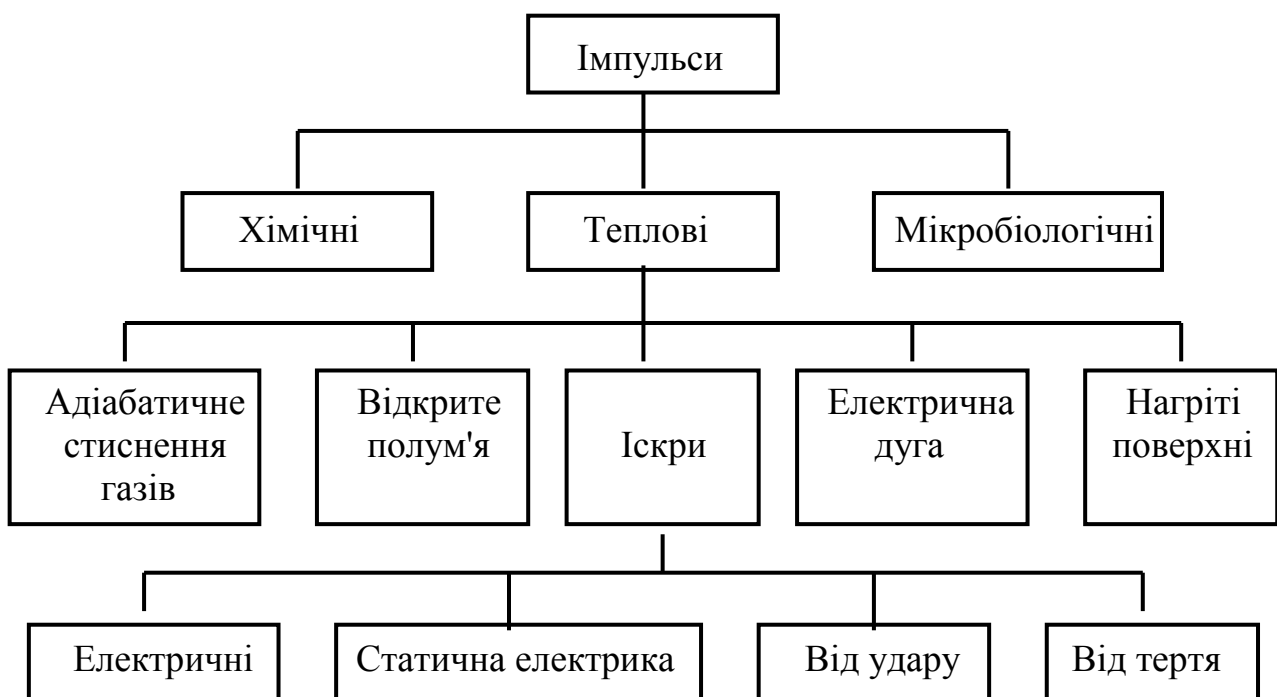 Імпульси
Хімічні
Теплові
Мікробіологічні
Адіабатичне
стиснення
газів
Відкрите
полум'я
Іскри
Електрична
дуга
Нагріті
поверхні
Електричні
Статична електрика
Від удару
Від тертя